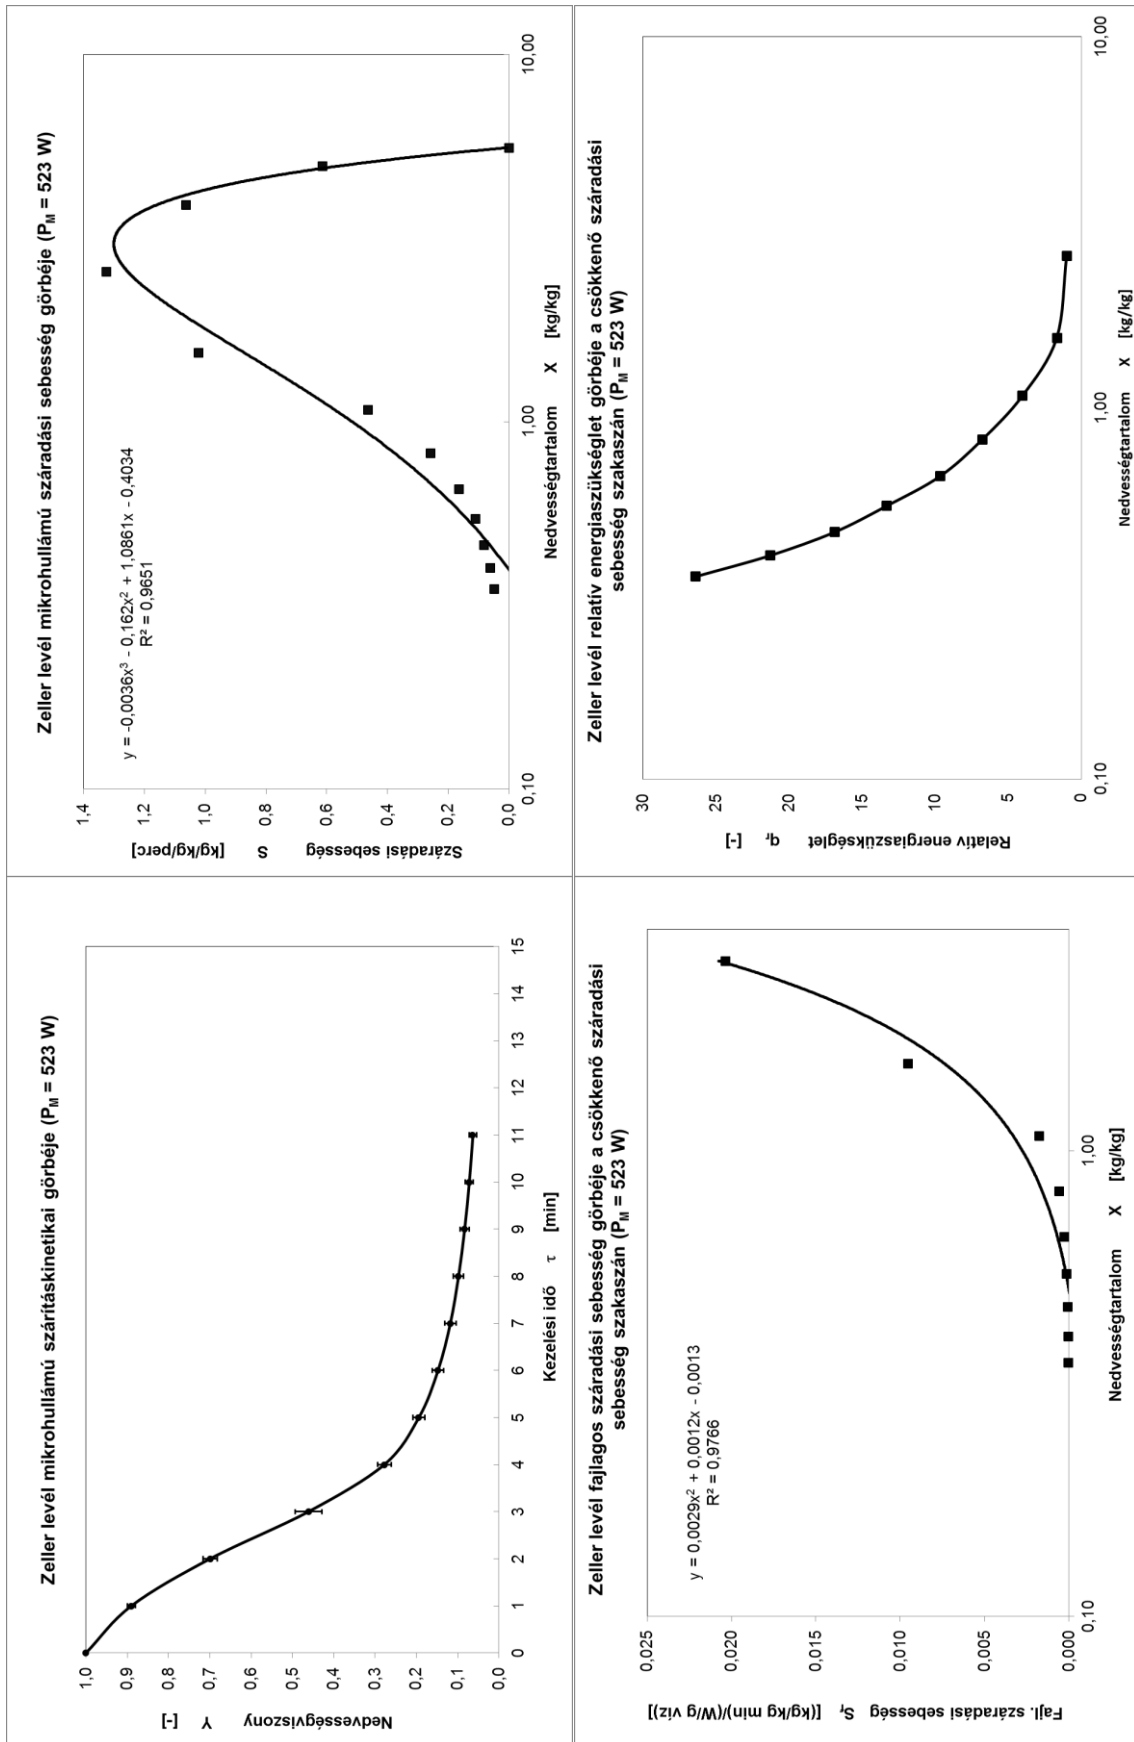 Zeller levél mikrohullámú szárításkinetikai görbéje (P_M = 523 W)
Nedvességviszony Y [-]
1,0
0,9
0,8
0,7
0,6
0,5
0,4
0,3
0,2
0,1
0,0
0 1 2 3 4 5 6 7 8 9 10 11 12 13 14 15
Kezelési idő τ [min]
Zeller levél mikrohullámú száradási sebesség görbéje (P_M = 523 W)
y = -0,0036x³ - 0,162x² + 1,0861x - 0,4034
R² = 0,9651
Száradási sebesség S [kg/kg/perc]
1,4
1,2
1,0
0,8
0,6
0,4
0,2
0,0
0,10 1,00 10,00
Nedvességtartalom X [kg/kg]
Zeller levél fajlagos száradási sebesség görbéje a csökkenő száradási
sebesség szakaszán (P_M = 523 W)
y = 0,0029x² + 0,0012x - 0,0013
R² = 0,9766
Fajl. száradási sebesség S_f [(kg/kg min)/(W/g víz)]
0,025
0,020
0,015
0,010
0,005
0,000
0,10 1,00
Nedvességtartalom X [kg/kg]
Zeller levél relatív energiaszükséglet görbéje a csökkenő száradási
sebesség szakaszán (P_M = 523 W)
Relatív energiaszükséglet q_r [-]
30
25
20
15
10
5
0
0,10 1,00 10,00
Nedvességtartalom X [kg/kg]